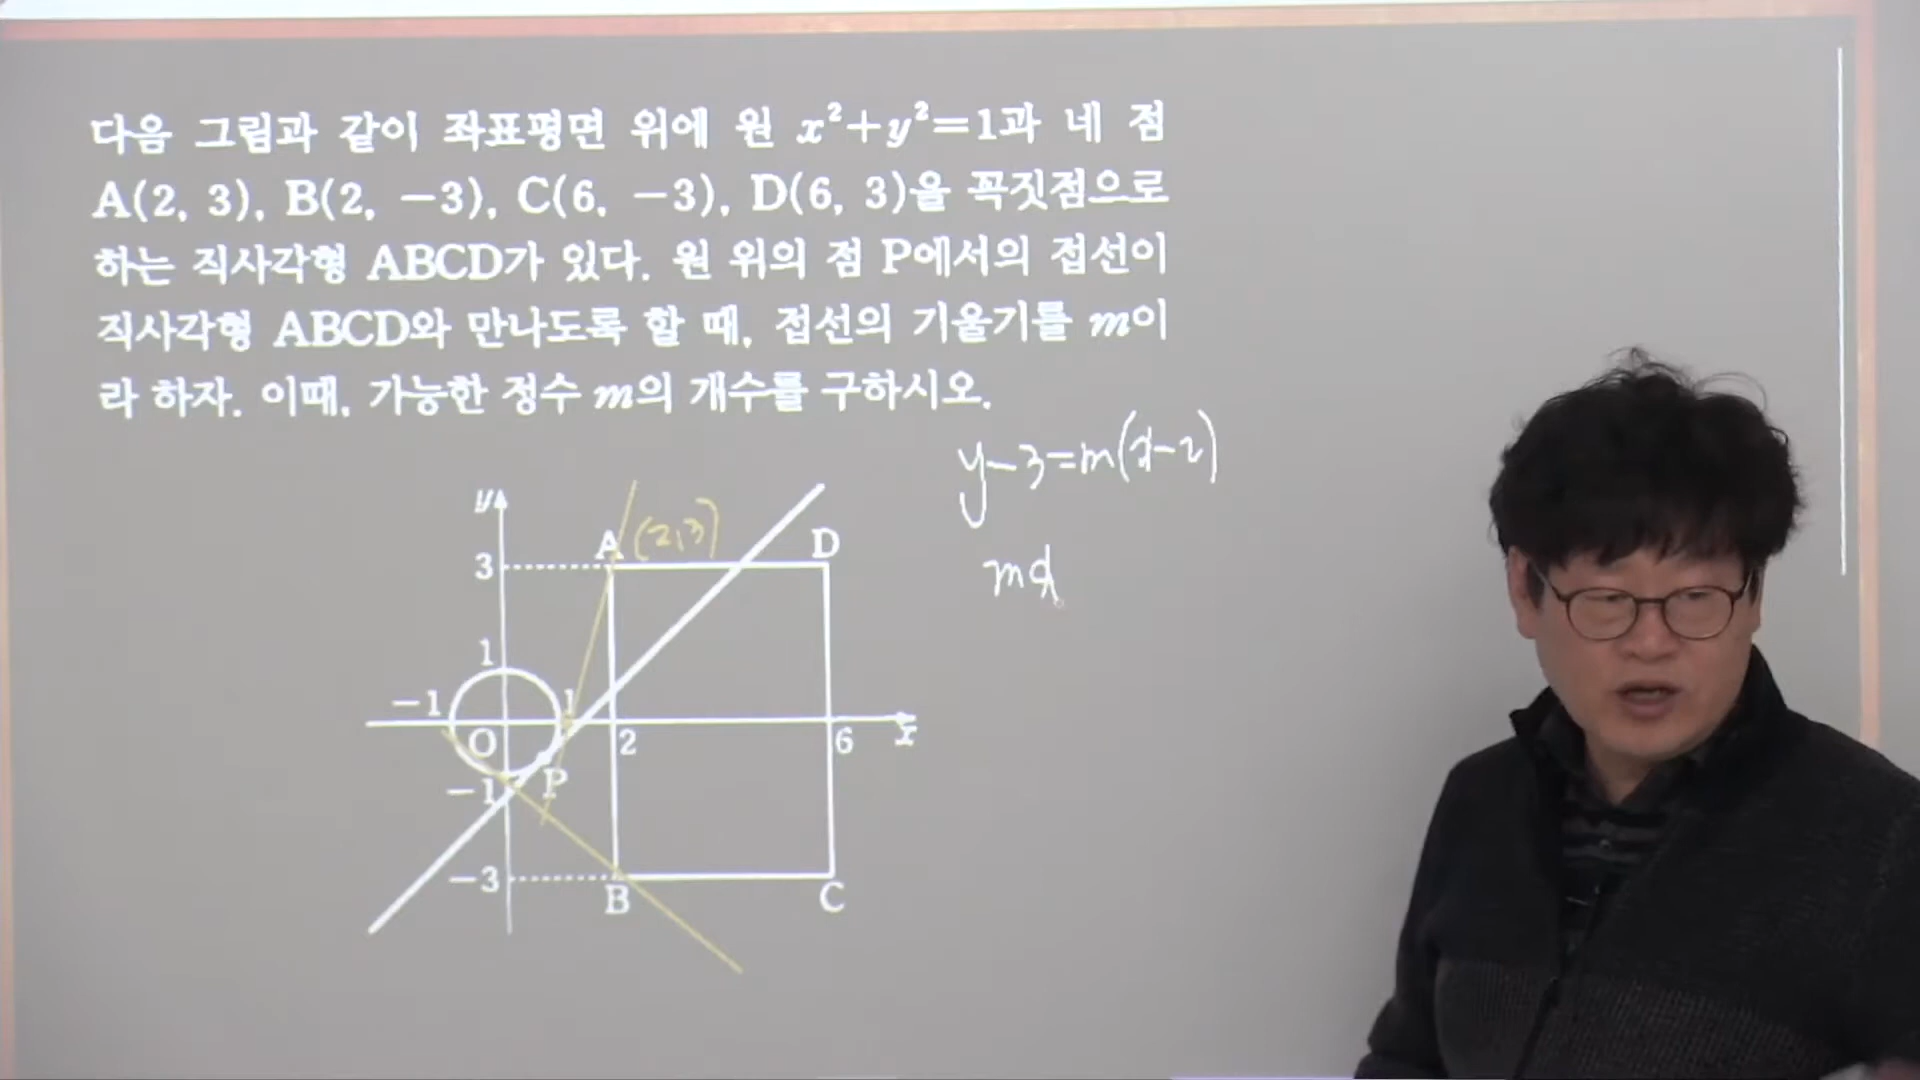 다음 그림과 같이 좌표평면 위에 원 x²+y²=1과 네 점
A(2, 3), B(2, −3), C(6, −3), D(6, 3)을 꼭짓점으로
하는 직사각형 ABCD가 있다. 원 위의 점 P에서의 접선이
직사각형 ABCD와 만나도록 할 때, 접선의 기울기를 m이
라 하자. 이때, 가능한 정수 m의 개수를 구하시오.
y-3=m(x-2)
mx
y
A (2,3) D
3
1
−1 1
O 2 6 x
−1 P
−3
B C